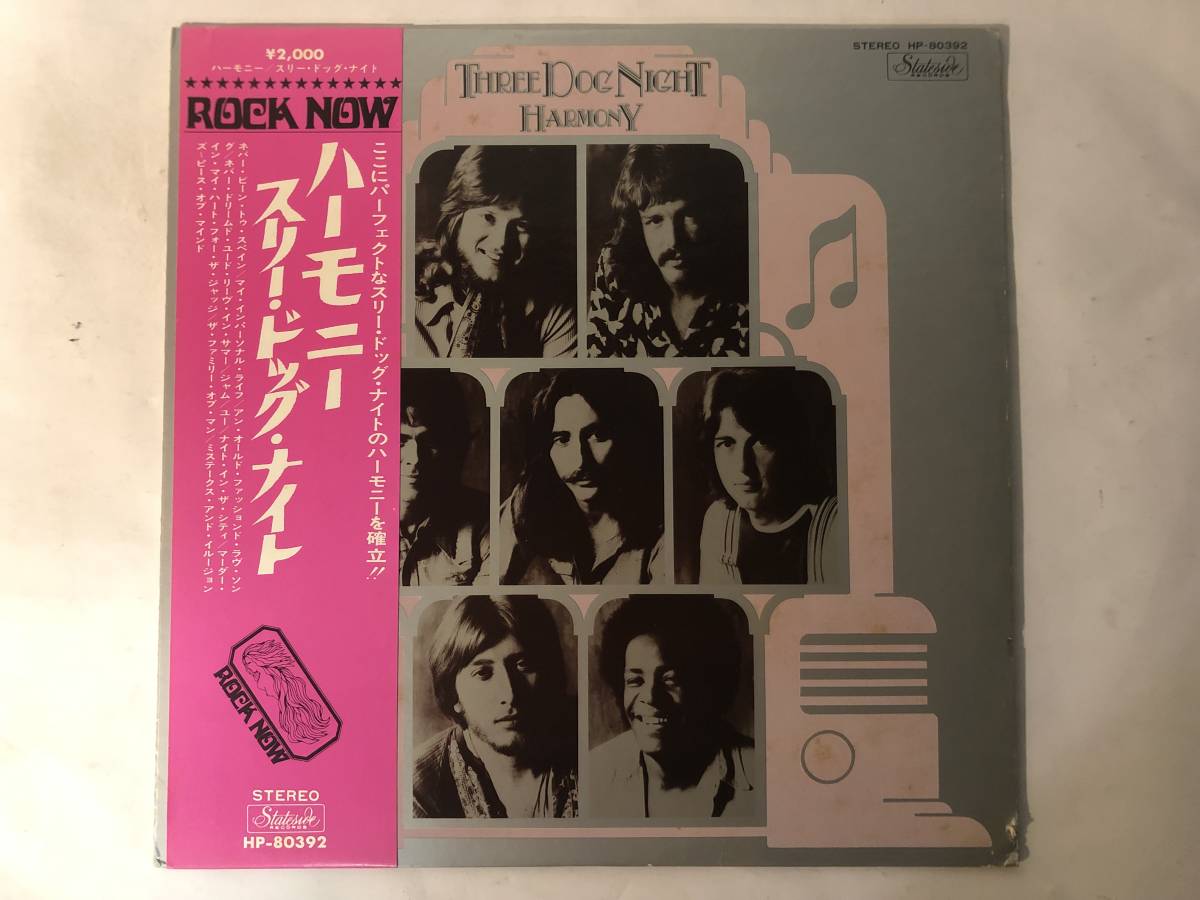 ¥2,000
ハーモニー/スリー・ドッグ・ナイト
ROCK NOW
ここにパーフェクトなスリー・ドッグ・ナイトのハーモニーを確立!!
ハーモニー
スリー・ドッグ・ナイト
ネバー・ビーン・トゥ・スペイン/マイ・インパーソナル・ライフ/アン・オールド・ファッションド・ラヴ・ソン
グ/ネバー・ドリームド・ユード・リーヴ・イン・サマー/ジャム/ユー/ナイト・イン・ザ・シティ/マーダー・
イン・マイ・ハート・フォー・ザ・ジャッジ/ザ・ファミリー・オブ・マン/ミステークス・アンド・イルージョン
ズ〜ピース・オブ・マインド
ROCK NOW
STEREO
Stateside
RECORDS
HP-80392
STEREO HP-80392
Stateside
RECORDS
THREE DOG NIGHT
HARMONY